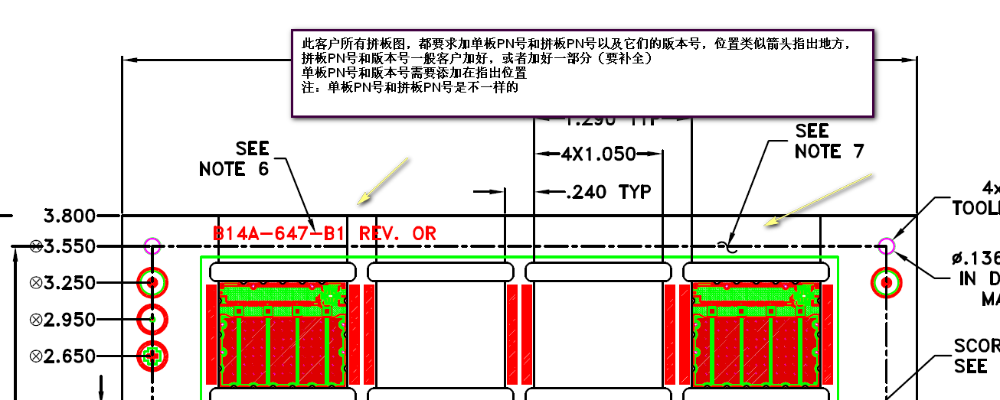 此客户所有拼板图，都要求加单板PN号和拼板PN号以及它们的版本号，位置类似箭头指出地方，
拼板PN号和版本号一般客户加好，或者加好一部分（要补全）
单板PN号和版本号需要添加在指出位置
注：单板PN号和拼板PN号是不一样的
1.290 TYP
SEE
NOTE 7
SEE
NOTE 6
4X1.050
.240 TYP
4x
TOOLI
3.800
B14A-647-B1 REV. OR
3.550
Ø.136
IN D
MA
3.250
2.950
2.650
SCOR
SEE